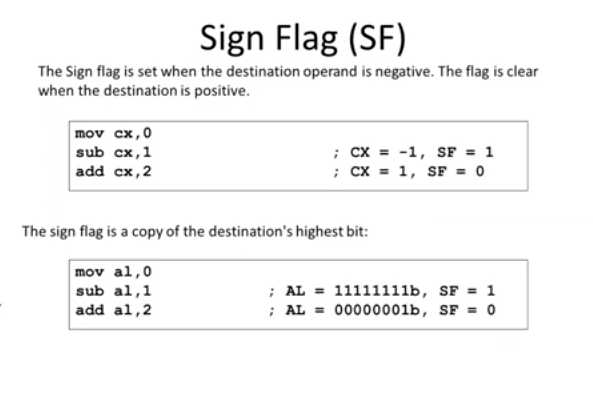 Sign Flag (SF)
The Sign flag is set when the destination operand is negative. The flag is clear
when the destination is positive.
mov cx,0
sub cx,1 ; CX = -1, SF = 1
add cx,2 ; CX = 1, SF = 0
The sign flag is a copy of the destination's highest bit:
mov al,0
sub al,1 ; AL = 11111111b, SF = 1
add al,2 ; AL = 00000001b, SF = 0